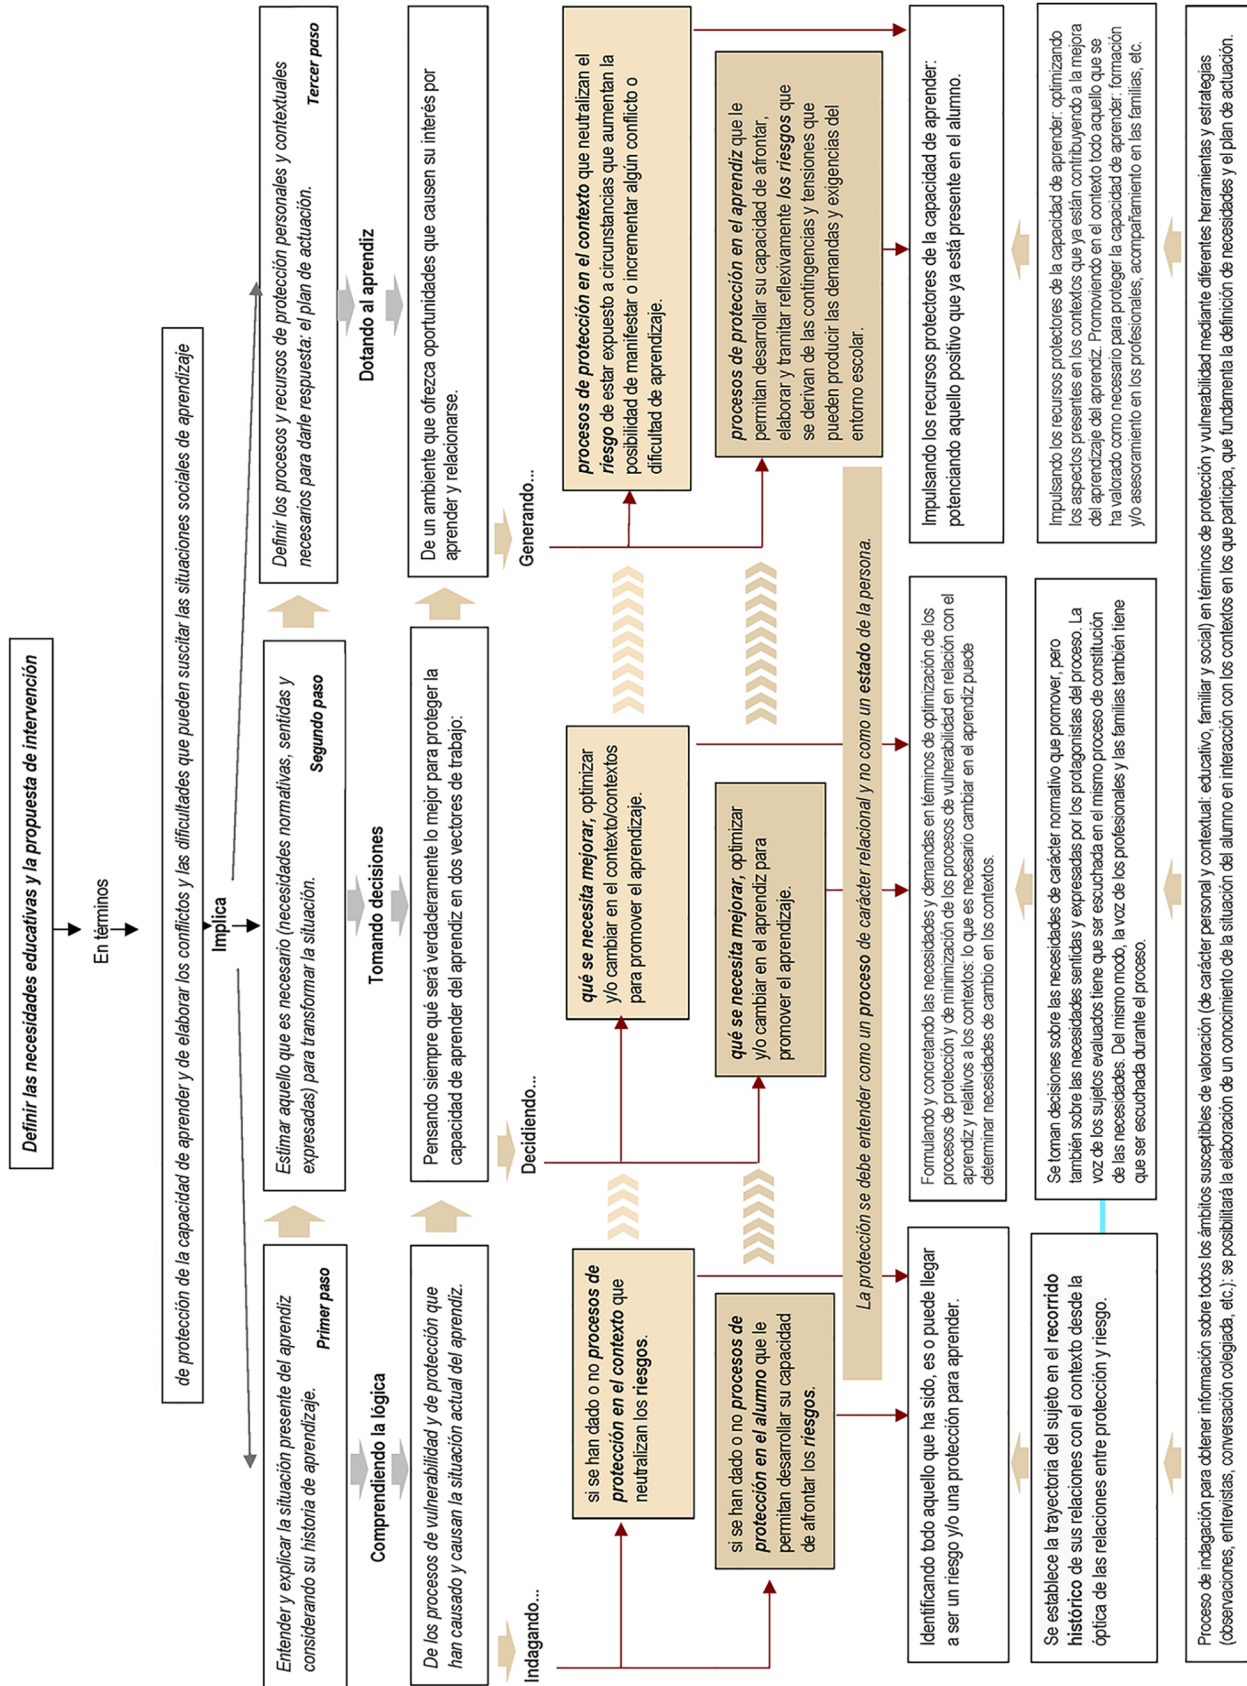 Definir las necesidades educativas y la propuesta de intervención
En términos
de protección de la capacidad de aprender y de elaborar los conflictos y las dificultades que pueden suscitar las situaciones sociales de aprendizaje
Implica
Entender y explicar la situación presente del aprendiz
considerando su historia de aprendizaje.
Primer paso
Estimar aquello que es necesario (necesidades normativas, sentidas y
expresadas) para transformar la situación.
Segundo paso
Definir los procesos y recursos de protección personales y contextuales
necesarios para darle respuesta: el plan de actuación.
Tercer paso
Comprendiendo la lógica
Tomando decisiones
Dotando al aprendiz
De los procesos de vulnerabilidad y de protección que
han causado y causan la situación actual del aprendiz.
Pensando siempre qué será verdaderamente lo mejor para proteger la
capacidad de aprender del aprendiz en dos vectores de trabajo:
De un ambiente que ofrezca oportunidades que causen su interés por
aprender y relacionarse.
Indagando...
Decidiendo...
Generando...
si se han dado o no procesos de
protección en el contexto que
neutralizan los riesgos.
qué se necesita mejorar, optimizar
y/o cambiar en el contexto/contextos
para promover el aprendizaje.
procesos de protección en el contexto que neutralizan el
riesgo de estar expuesto a circunstancias que aumentan la
posibilidad de manifestar o incrementar algún conflicto o
dificultad de aprendizaje.
si se han dado o no procesos de
protección en el alumno que le
permitan desarrollar su capacidad
de afrontar los riesgos.
qué se necesita mejorar, optimizar
y/o cambiar en el aprendiz para
promover el aprendizaje.
procesos de protección en el aprendiz que le
permitan desarrollar su capacidad de afrontar,
elaborar y tramitar reflexivamente los riesgos que
se derivan de las contingencias y tensiones que
pueden producir las demandas y exigencias del
entorno escolar.
La protección se debe entender como un proceso de carácter relacional y no como un estado de la persona.
Identificando todo aquello que ha sido, es o puede llegar
a ser un riesgo y/o una protección para aprender.
Formulando y concretando las necesidades y demandas en términos de optimización de los
procesos de protección y de minimización de los procesos de vulnerabilidad en relación con el
aprendiz y relativos a los contextos: lo que es necesario cambiar en el aprendiz puede
determinar necesidades de cambio en los contextos.
Impulsando los recursos protectores de la capacidad de aprender:
potenciando aquello positivo que ya está presente en el alumno.
Se establece la trayectoria del sujeto en el recorrido
histórico de sus relaciones con el contexto desde la
óptica de las relaciones entre protección y riesgo.
Se toman decisiones sobre las necesidades de carácter normativo que promover, pero
también sobre las necesidades sentidas y expresadas por los protagonistas del proceso. La
voz de los sujetos evaluados tiene que se escuchada en el mismo proceso de constitución
de las necesidades. Del mismo modo, la voz de los profesionales y las familias también tiene
que ser escuchada durante el proceso.
Impulsando los recursos protectores de la capacidad de aprender: optimizando
los aspectos presentes en los contextos que ya están contribuyendo a la mejora
del aprendizaje del aprendiz. Promoviendo en el contexto todo aquello que se
ha valorado como necesario para proteger la capacidad de aprender: formación
y/o asesoramiento en los profesionales, acompañamiento en las familias, etc.
Proceso de indagación para obtener información sobre todos los ámbitos susceptibles de valoración (de carácter personal y contextual: educativo, familiar y social) en términos de protección y vulnerabilidad mediante diferentes herramientas y estrategias
(observaciones, entrevistas, conversación colegiada, etc.): se posibilitará la elaboración de un conocimiento de la situación del alumno en interacción con los contextos en los que participa, que fundamenta la definición de necesidades y el plan de actuación.